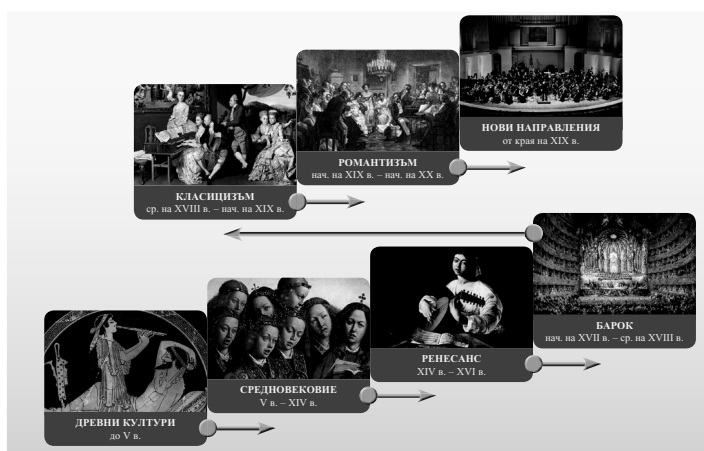 НОВИ НАПРАВЛЕНИЯ
от края на XIX в.
РОМАНТИЗЪМ
нач. на XIX в. – нач. на XX в.
КЛАСИЦИЗЪМ
ср. на XVIII в. – нач. на XIX в.
БАРОК
нач. на XVII в. – ср. на XVIII в.
РЕНЕСАНС
XIV в. – XVI в.
СРЕДНОВЕКОВИЕ
V в. – XIV в.
ДРЕВНИ КУЛТУРИ
до V в.